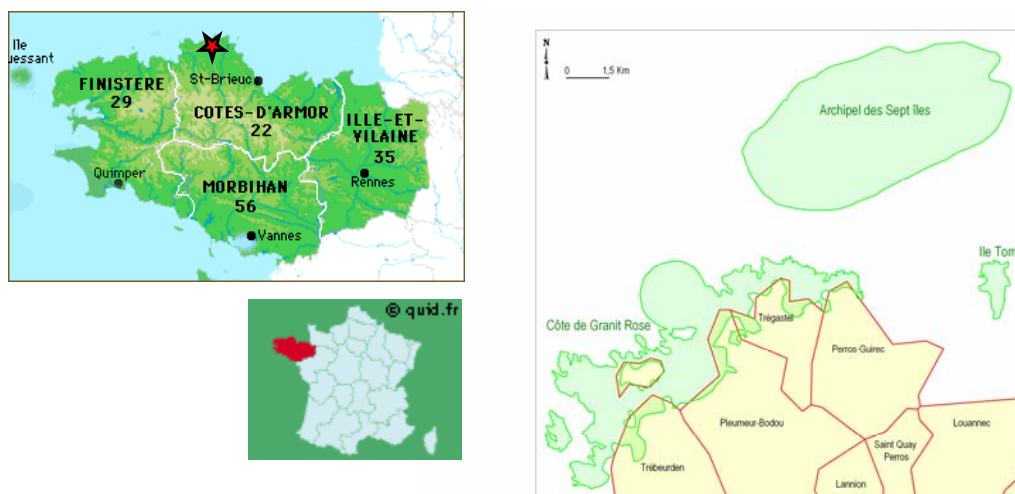 Ile
uessant
FINISTERE
29
St-Brieuc
COTES-D'ARMOR
22
ILLE-ET-
VILAINE
35
Quimper
Rennes
MORBIHAN
56
Vannes
© quid.fr
N
0 1,5 Km
Archipel des Sept îles
Ile Tom
Côte de Granit Rose
Trégastel
Perros-Guirec
Pleumeur-Bodou
Louannec
Saint Quay
Perros
Trébeurden
Lannion